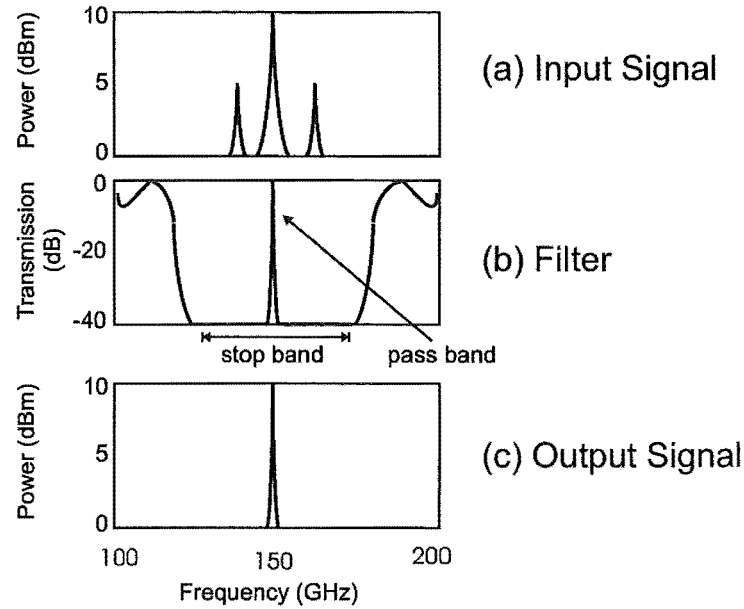 10
5
0
Power (dBm)
(a) Input Signal
0
-20
-40
Transmission
(dB)
(b) Filter
stop band
pass band
10
5
0
Power (dBm)
(c) Output Signal
100
150
200
Frequency (GHz)